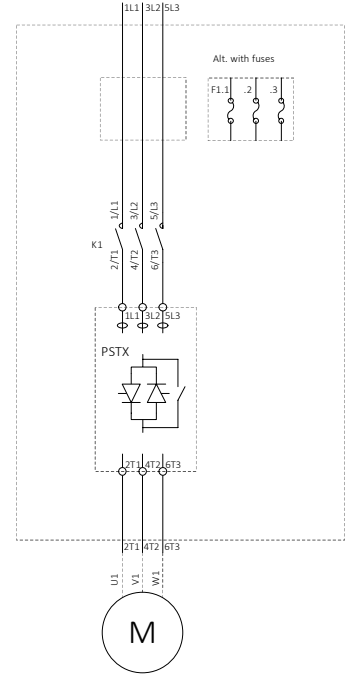 1L1 3L2 5L3
Alt. with fuses
F1.1 .2 .3
1/L1 3/L2 5/L3
K1
2/T1 4/T2 6/T3
1L1 3L2 5L3
PSTX
2T1 4T2 6T3
2T1 4T2 6T3
U1 V1 W1
M